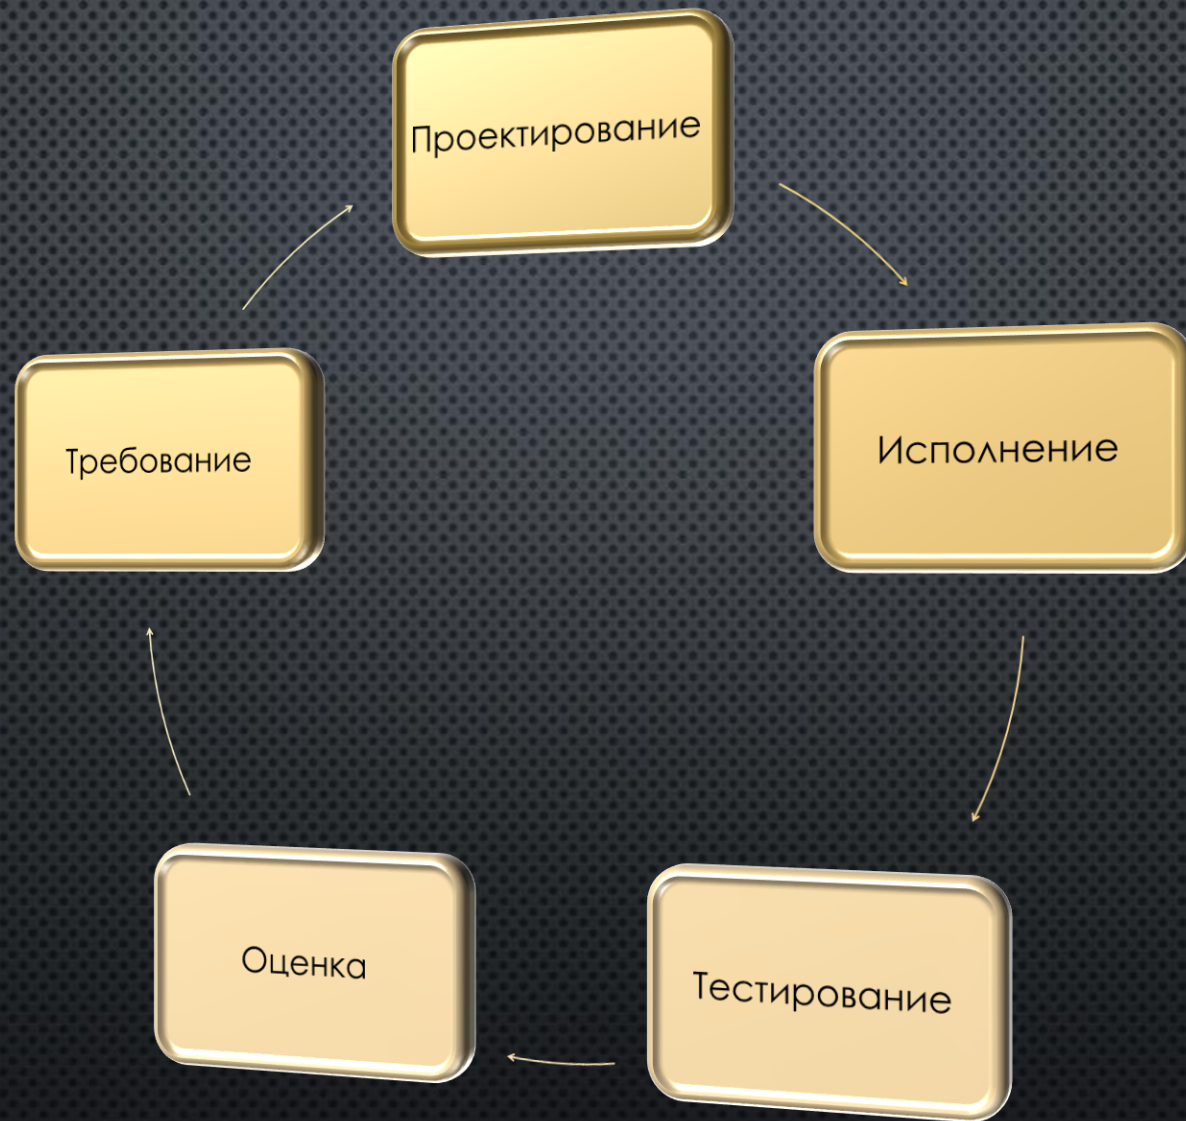 Проектирование
Требование
Исполнение
Оценка
Тестирование